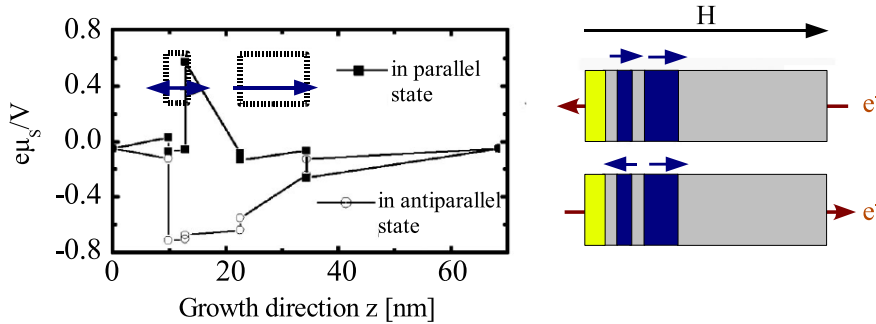 0.8
0.4
0.0
-0.4
-0.8
eμs/V
in parallel
state
in antiparallel
state
0
20
40
60
Growth direction z [nm]
H
e-
e-